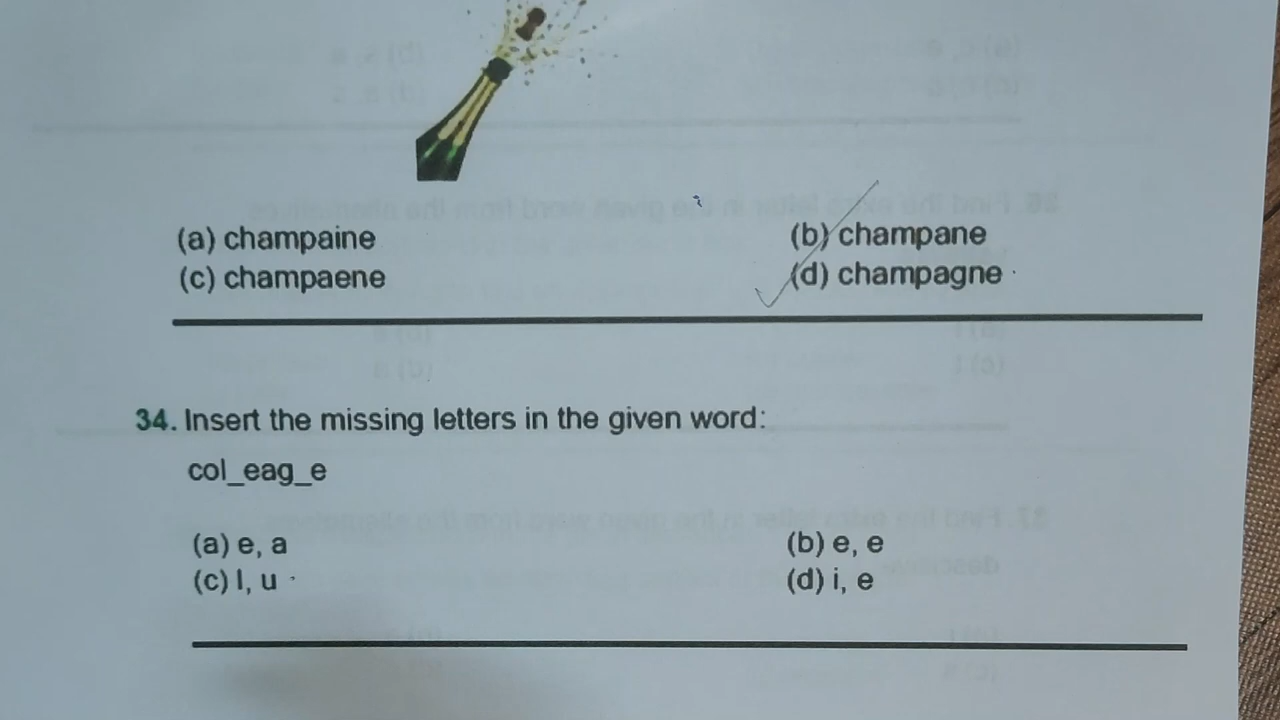 (a) champaine (b) champane
(c) champaene (d) champagne
34. Insert the missing letters in the given word:
col_eag_e
(a) e, a (b) e, e
(c) l, u (d) i, e